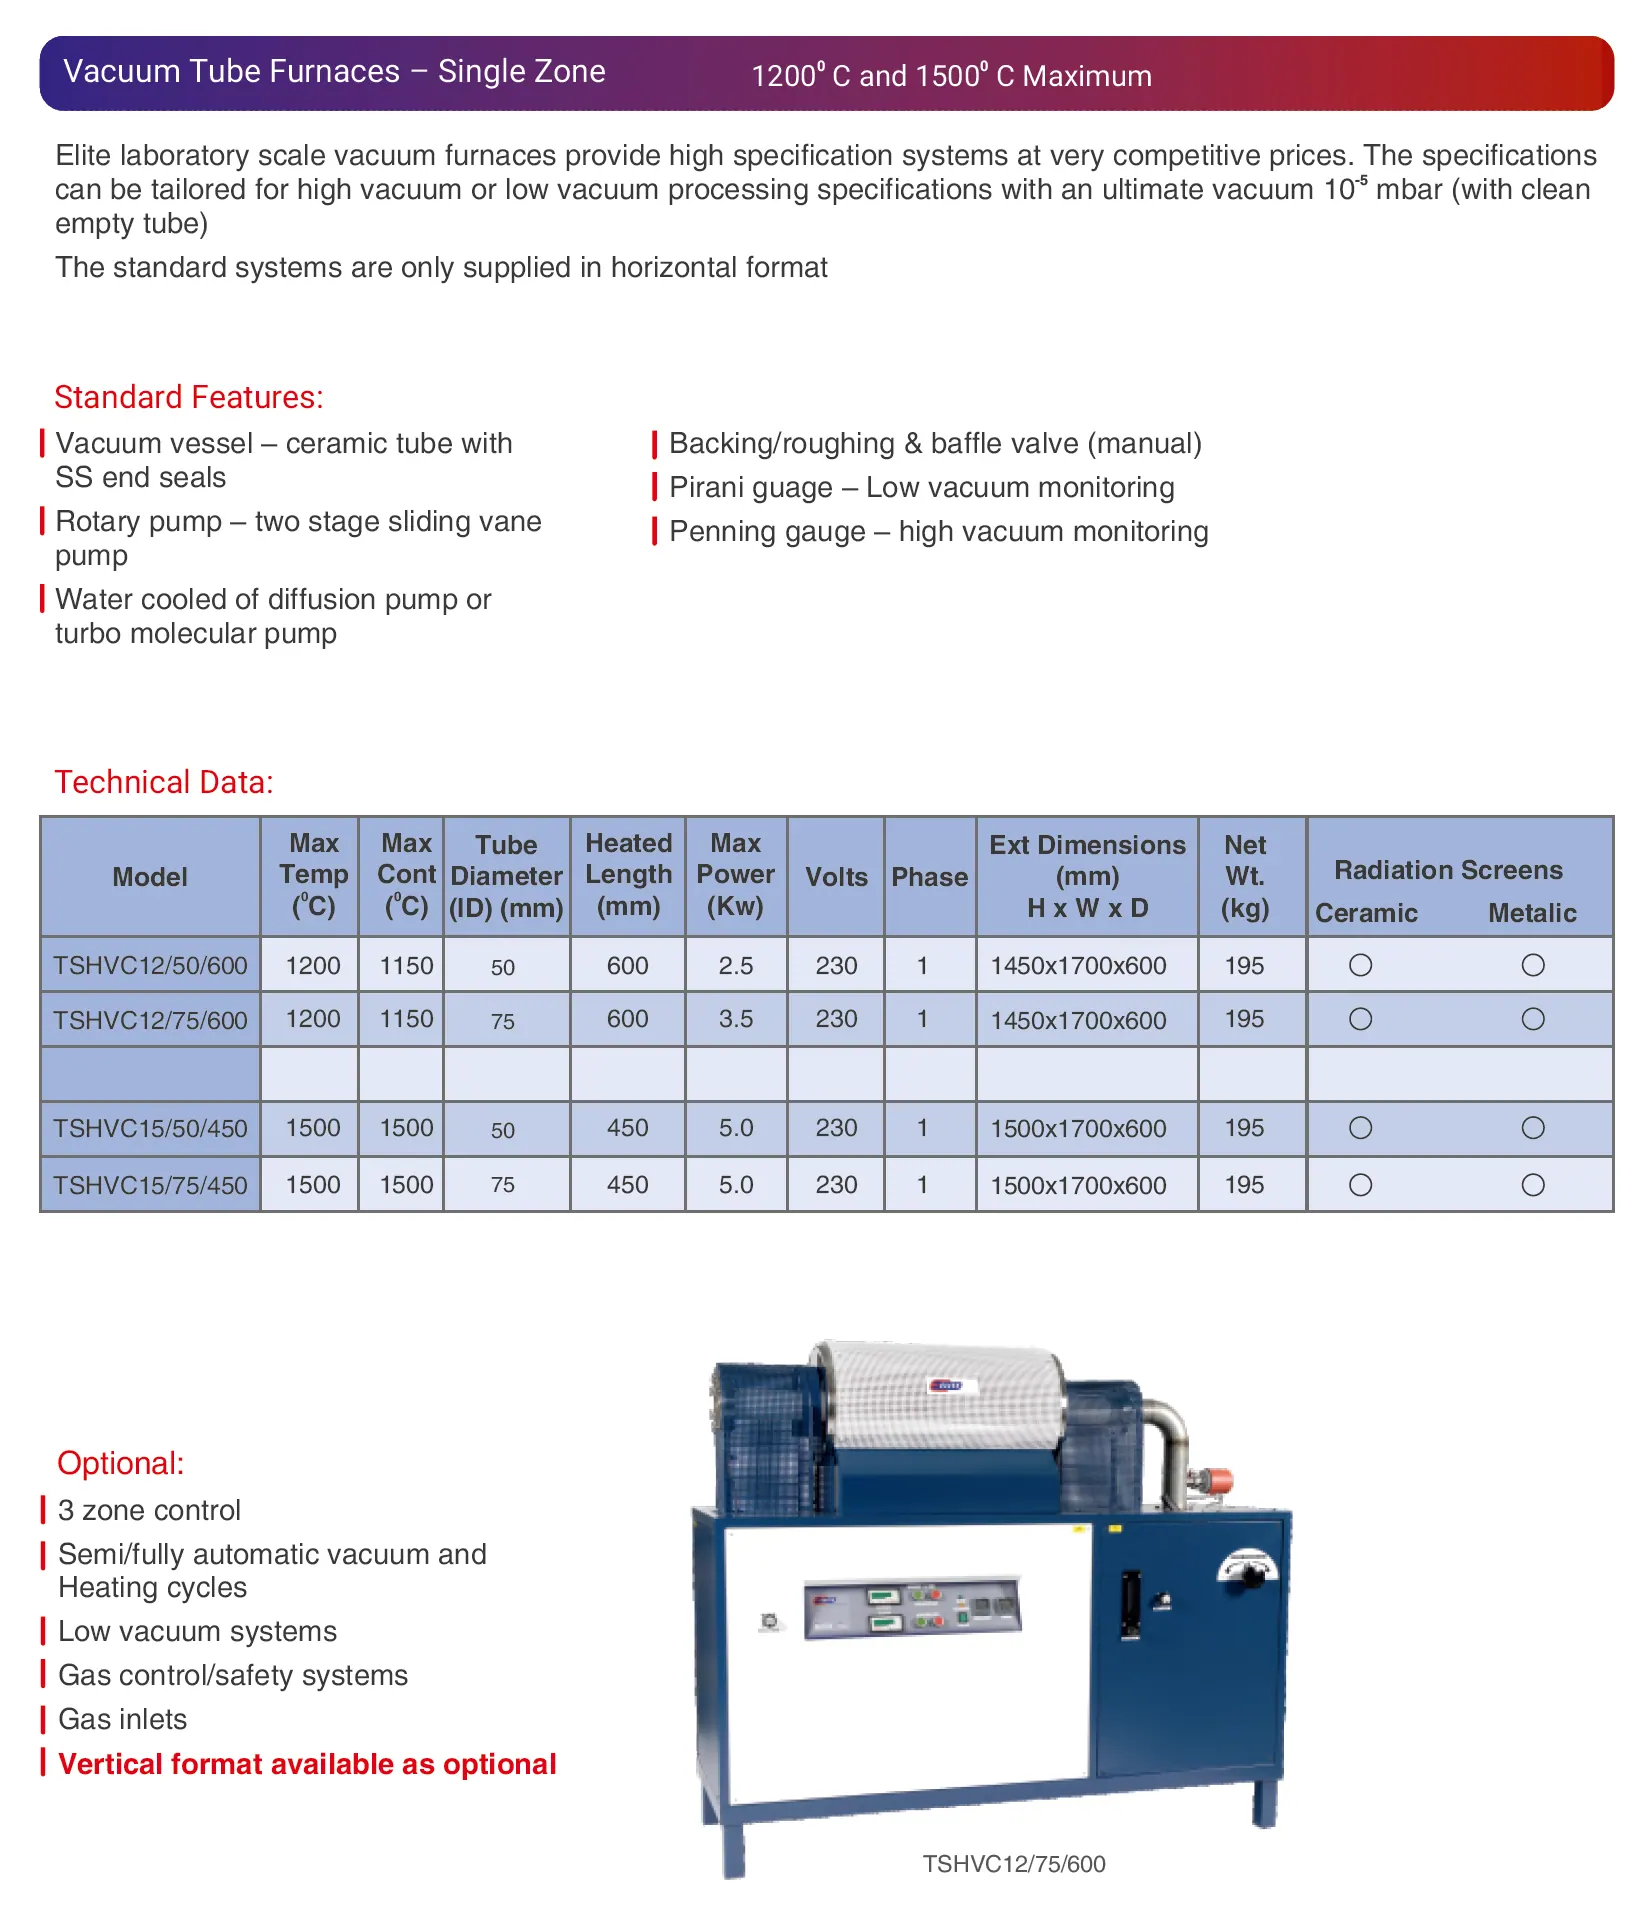 Vacuum Tube Furnaces – Single Zone 1200⁰ C and 1500⁰ C Maximum
Elite laboratory scale vacuum furnaces provide high specification systems at very competitive prices. The specifications
can be tailored for high vacuum or low vacuum processing specifications with an ultimate vacuum 10⁻⁵ mbar (with clean
empty tube)
The standard systems are only supplied in horizontal format
Standard Features:
Vacuum vessel – ceramic tube with
SS end seals
Rotary pump – two stage sliding vane
pump
Water cooled of diffusion pump or
turbo molecular pump
Backing/roughing & baffle valve (manual)
Pirani guage – Low vacuum monitoring
Penning gauge – high vacuum monitoring
Technical Data:
Model
Max
Temp
(⁰C)
Max
Cont
(⁰C)
Tube
Diameter
(ID) (mm)
Heated
Length
(mm)
Max
Power
(Kw)
Volts
Phase
Ext Dimensions
(mm)
H x W x D
Net
Wt.
(kg)
Radiation Screens
Ceramic Metalic
TSHVC12/50/600 1200 1150 50 600 2.5 230 1 1450x1700x600 195
TSHVC12/75/600 1200 1150 75 600 3.5 230 1 1450x1700x600 195
TSHVC15/50/450 1500 1500 50 450 5.0 230 1 1500x1700x600 195
TSHVC15/75/450 1500 1500 75 450 5.0 230 1 1500x1700x600 195
Optional:
3 zone control
Semi/fully automatic vacuum and
Heating cycles
Low vacuum systems
Gas control/safety systems
Gas inlets
Vertical format available as optional
TSHVC12/75/600